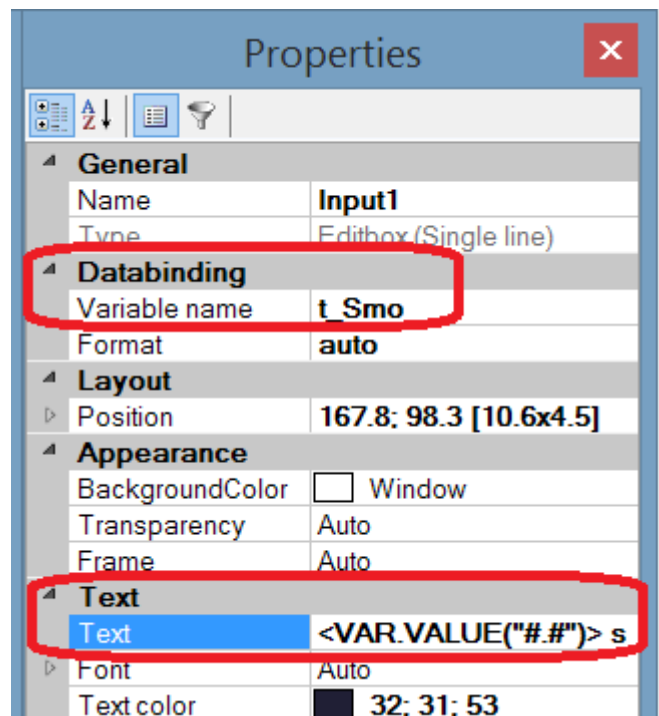 Properties
General
Name Input1
Type Editbox (Single line)
Databinding
Variable name t_Smo
Format auto
Layout
Position 167.8; 98.3 [10.6x4.5]
Appearance
BackgroundColor Window
Transparency Auto
Frame Auto
Text
Text <VAR.VALUE("#.#")> s
Font Auto
Text color 32; 31; 53